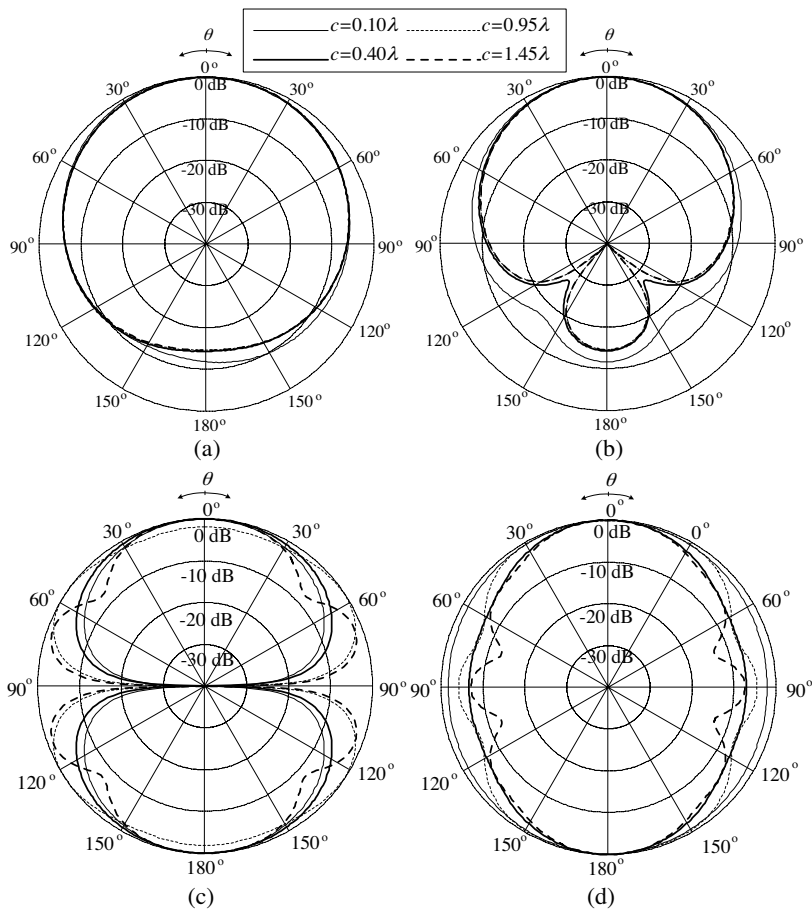 c=0.10λ c=0.95λ
c=0.40λ c=1.45λ
θ
0°
0 dB
30° 30°
-10 dB
60° 60°
-20 dB
-30 dB
90° 90°
120° 120°
150° 150°
180°
(a)
θ
0°
0 dB
30° 30°
-10 dB
60° 60°
-20 dB
-30 dB
90° 90°
120° 120°
150° 150°
180°
(b)
θ
0°
0 dB
30° 30°
-10 dB
60° 60°
-20 dB
-30 dB
90° 90°
120° 120°
150° 150°
180°
(c)
θ
0°
0 dB
30° 0°
-10 dB
60° 60°
-20 dB
-30 dB
90° 90°
120° 120°
150° 150°
180°
(d)